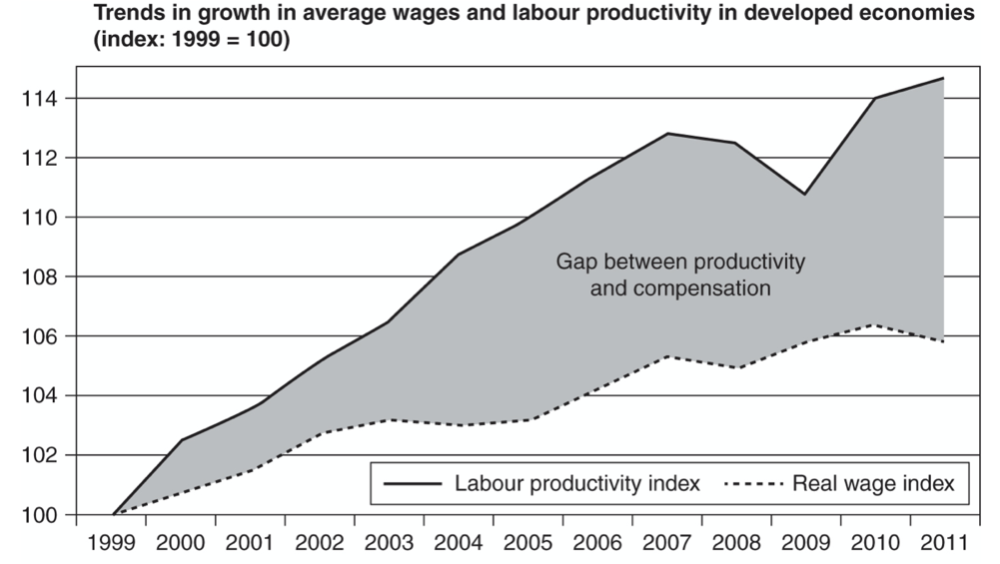 Trends in growth in average wages and labour productivity in developed economies
(index: 1999 = 100)
114
112
110
108
106
104
102
100
Gap between productivity
and compensation
Labour productivity index Real wage index
1999 2000 2001 2002 2003 2004 2005 2006 2007 2008 2009 2010 2011